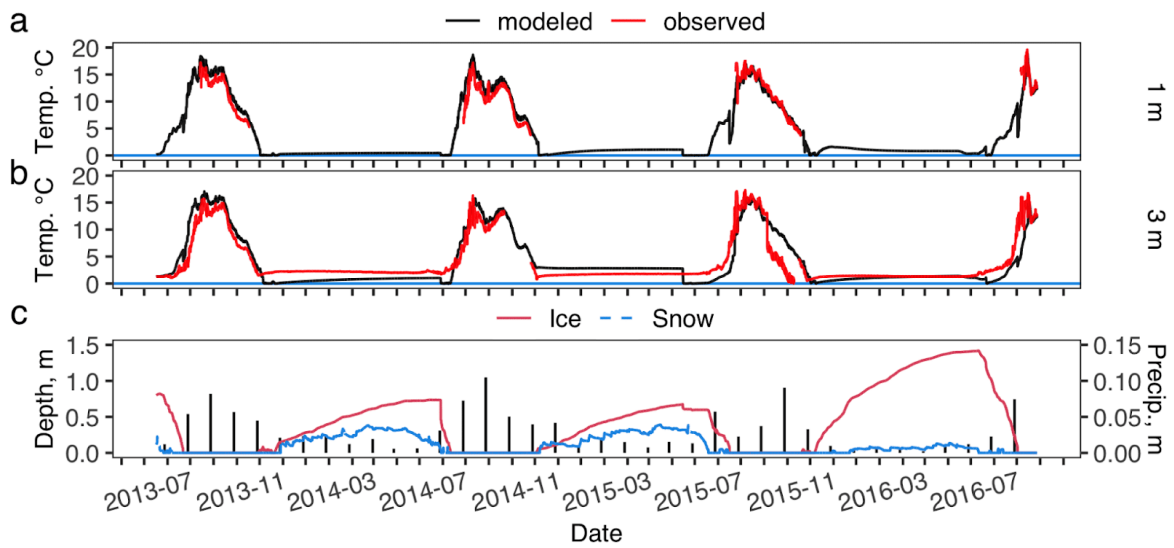 a
modeled observed
20
15
10
5
0
Temp. °C
1 m
b
20
15
10
5
0
Temp. °C
3 m
c
Ice Snow
1.5
1.0
0.5
0.0
Depth, m
0.15
0.10
0.05
0.00
Precip., m
2013-07 2013-11 2014-03 2014-07 2014-11 2015-03 2015-07 2015-11 2016-03 2016-07
Date